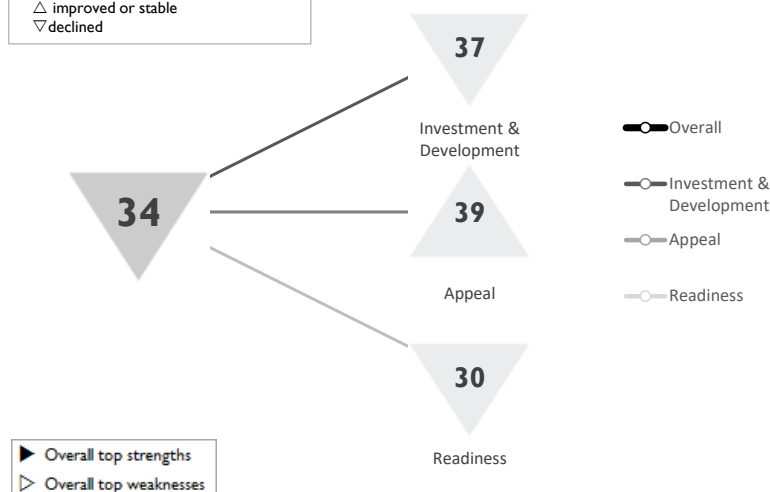 △ improved or stable
▽ declined
37
Investment &
Development
34
39
Appeal
30
Readiness
Overall
Investment &
Development
Appeal
Readiness
▶ Overall top strengths
▷ Overall top weaknesses